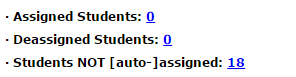 · Assigned Students: 0
· Deassigned Students: 0
· Students NOT [auto-]assigned: 18